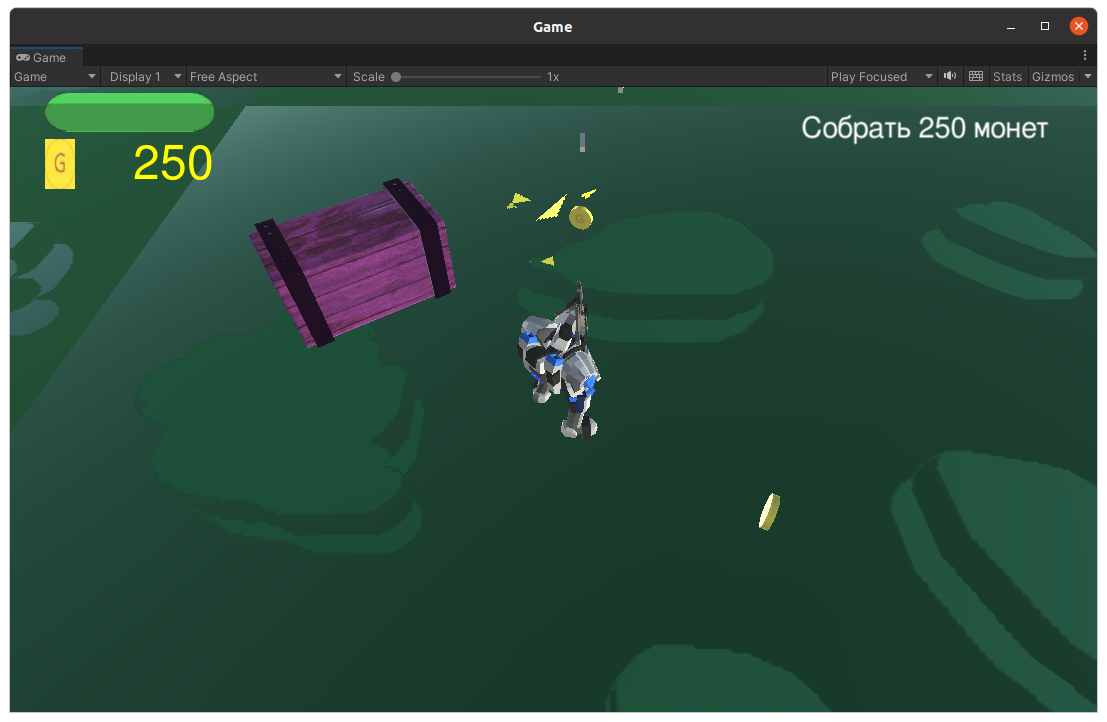 Game
Game
Game Display 1 Free Aspect Scale 1x Play Focused Stats Gizmos
G 250
Собрать 250 монет
G